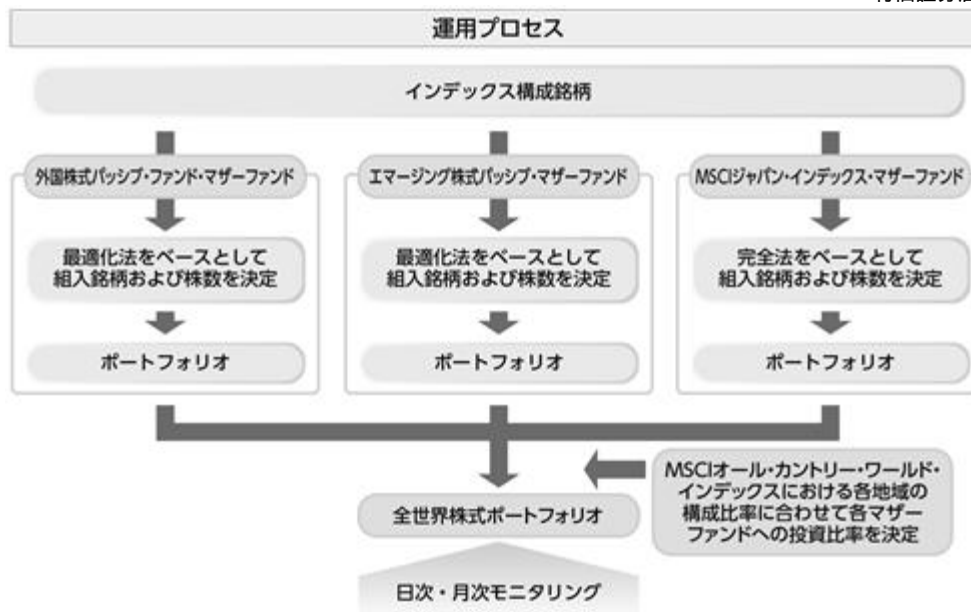 運用プロセス
インデックス構成銘柄
外国株式パッシブ・ファンド・マザーファンド
最適化法をベースとして
組入銘柄および株数を決定
ポートフォリオ
エマージング株式パッシブ・マザーファンド
最適化法をベースとして
組入銘柄および株数を決定
ポートフォリオ
MSCIジャパン・インデックス・マザーファンド
完全法をベースとして
組入銘柄および株数を決定
ポートフォリオ
MSCIオール・カントリー・ワールド・
インデックスにおける各地域の
構成比率に合わせて各マザー
ファンドへの投資比率を決定
全世界株式ポートフォリオ
日次・月次モニタリング